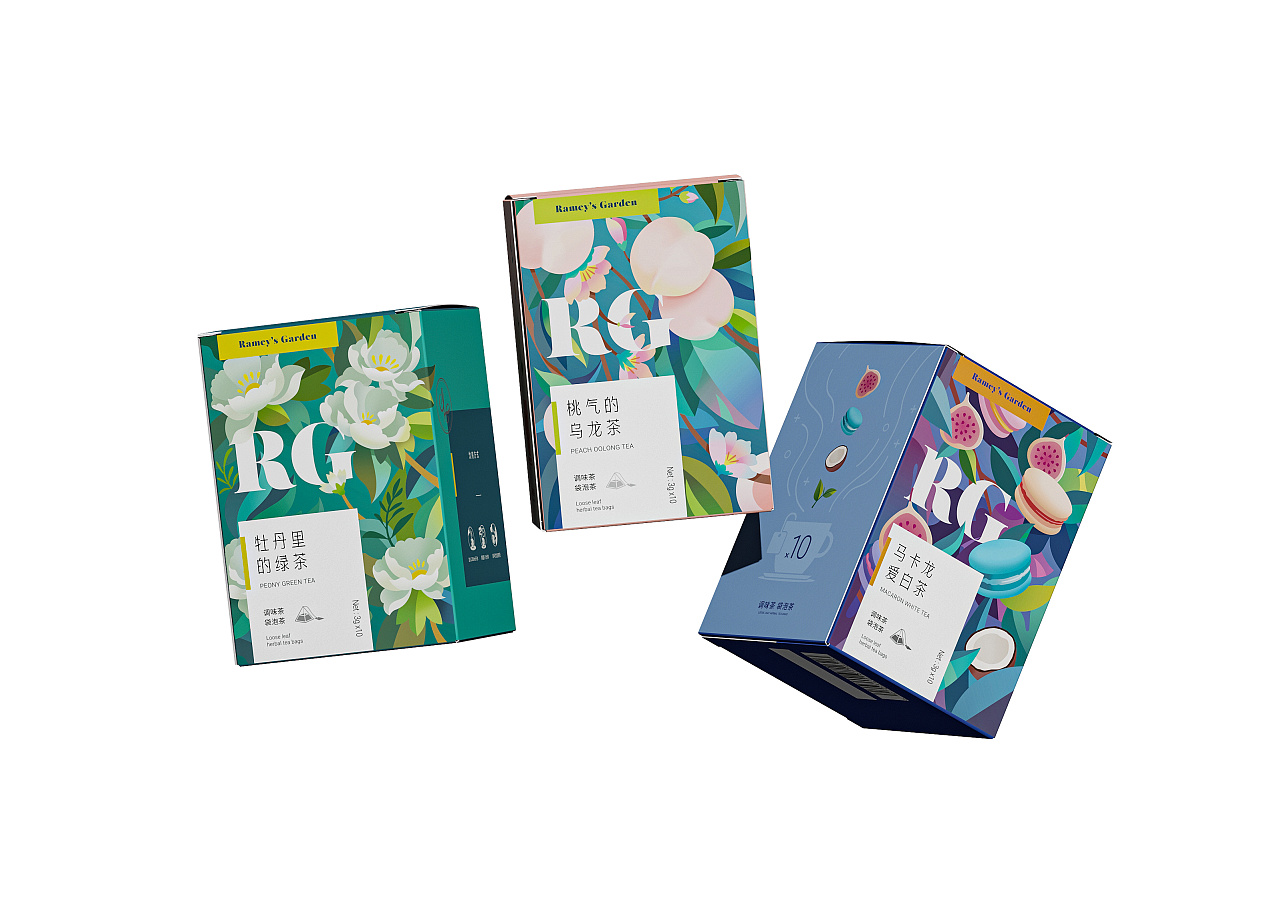 Ramey's Garden
RG
牡丹里
的绿茶
PEONY GREEN TEA
调味茶
袋泡茶
Loose leaf
herbal tea bags
Net: 3g x10
Ramey's Garden
RG
桃气的
乌龙茶
PEACH OOLONG TEA
调味茶
袋泡茶
Loose leaf
herbal tea bags
Net: 3g x10
x10
调味茶 袋泡茶
Ramey's Garden
RG
马卡龙
爱白茶
MACARON WHITE TEA
调味茶
袋泡茶
Loose leaf
herbal tea bags
Net: 3g x10